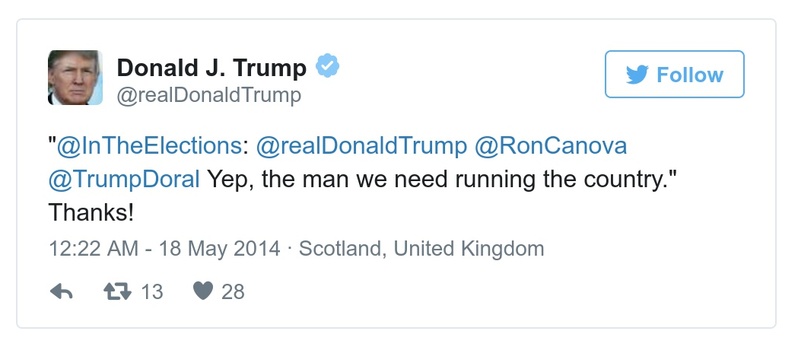 Donald J. Trump
@realDonaldTrump
Follow
"@InTheElections: @realDonaldTrump @RonCanova
@TrumpDoral Yep, the man we need running the country."
Thanks!
12:22 AM - 18 May 2014 · Scotland, United Kingdom
13 28